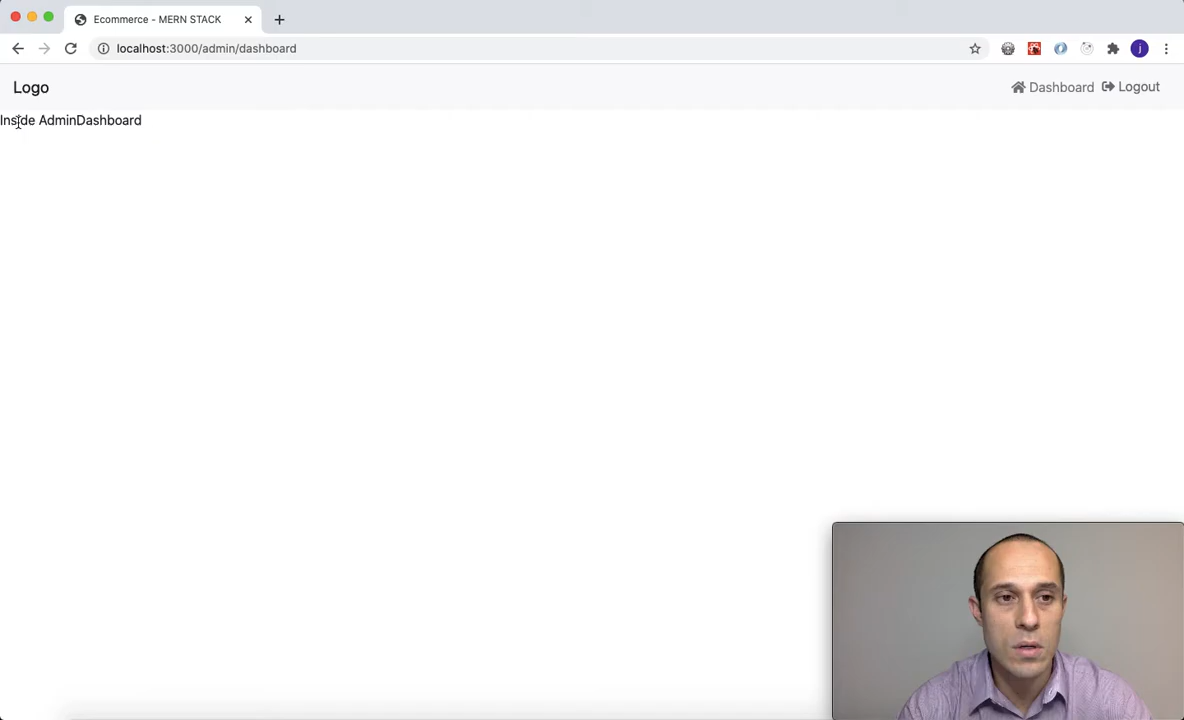 Ecommerce - MERN STACK
localhost:3000/admin/dashboard
j
Logo
Dashboard
Logout
Inside AdminDashboard